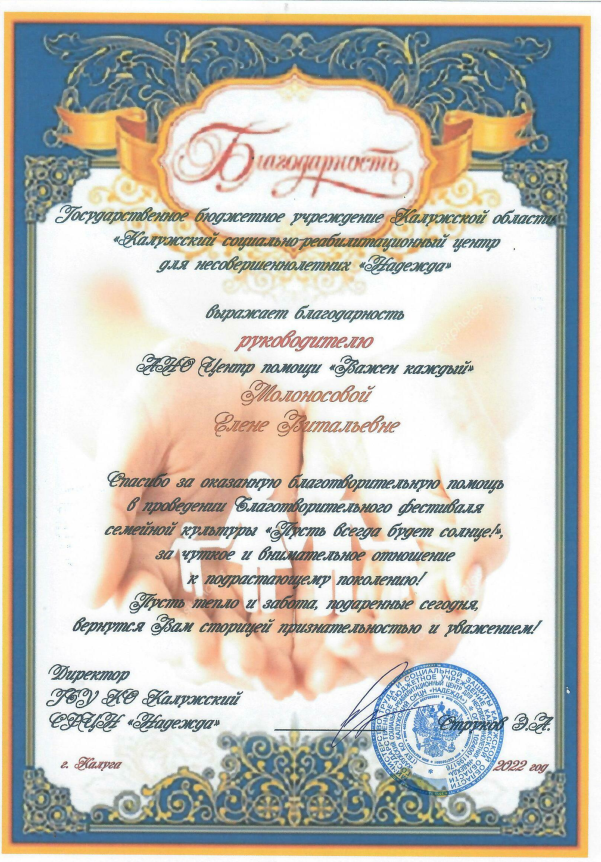 Благодарность
Государственное бюджетное учреждение Калужской области
«Калужский социально-реабилитационный центр
для несовершеннолетних «Надежда»
выражает благодарность
руководителю
АНО Центр помощи «Важен каждый»
Молоносовой
Елене Витальевне
Спасибо за оказанную благотворительную помощь
в проведении Благотворительного фестиваля
семейной культуры «Пусть всегда будет солнце!»,
за чуткое и внимательное отношение
к подрастающему поколению!
Пусть тепло и забота, подаренные сегодня,
вернутся Вам сторицей признательностью и уважением!
Директор
ГБУ КО Калужский
СРЦН «Надежда»
Струков Э.А.
г. Калуга
2022 год